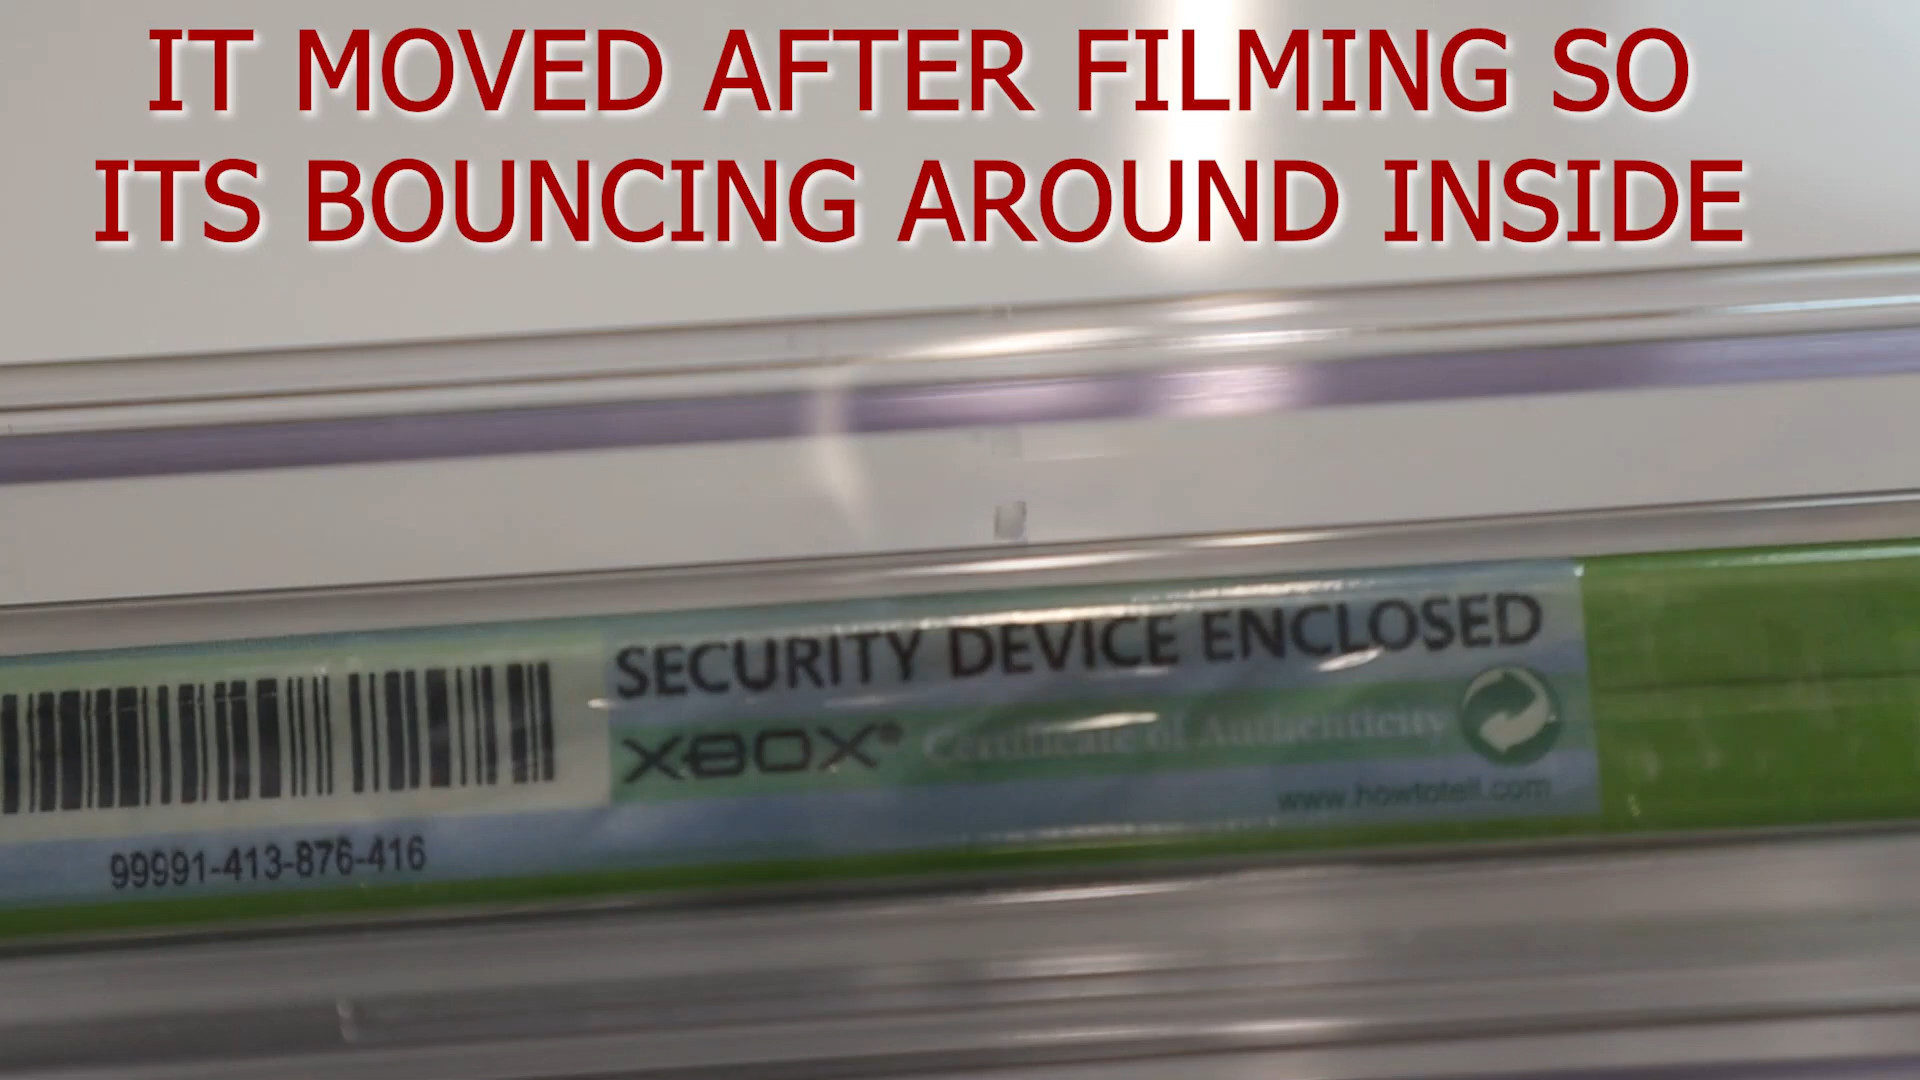 IT MOVED AFTER FILMING SO
ITS BOUNCING AROUND INSIDE
SECURITY DEVICE ENCLOSED
XBOX® Certificate of Authenticity
www.howtotell.com
99991-413-876-416